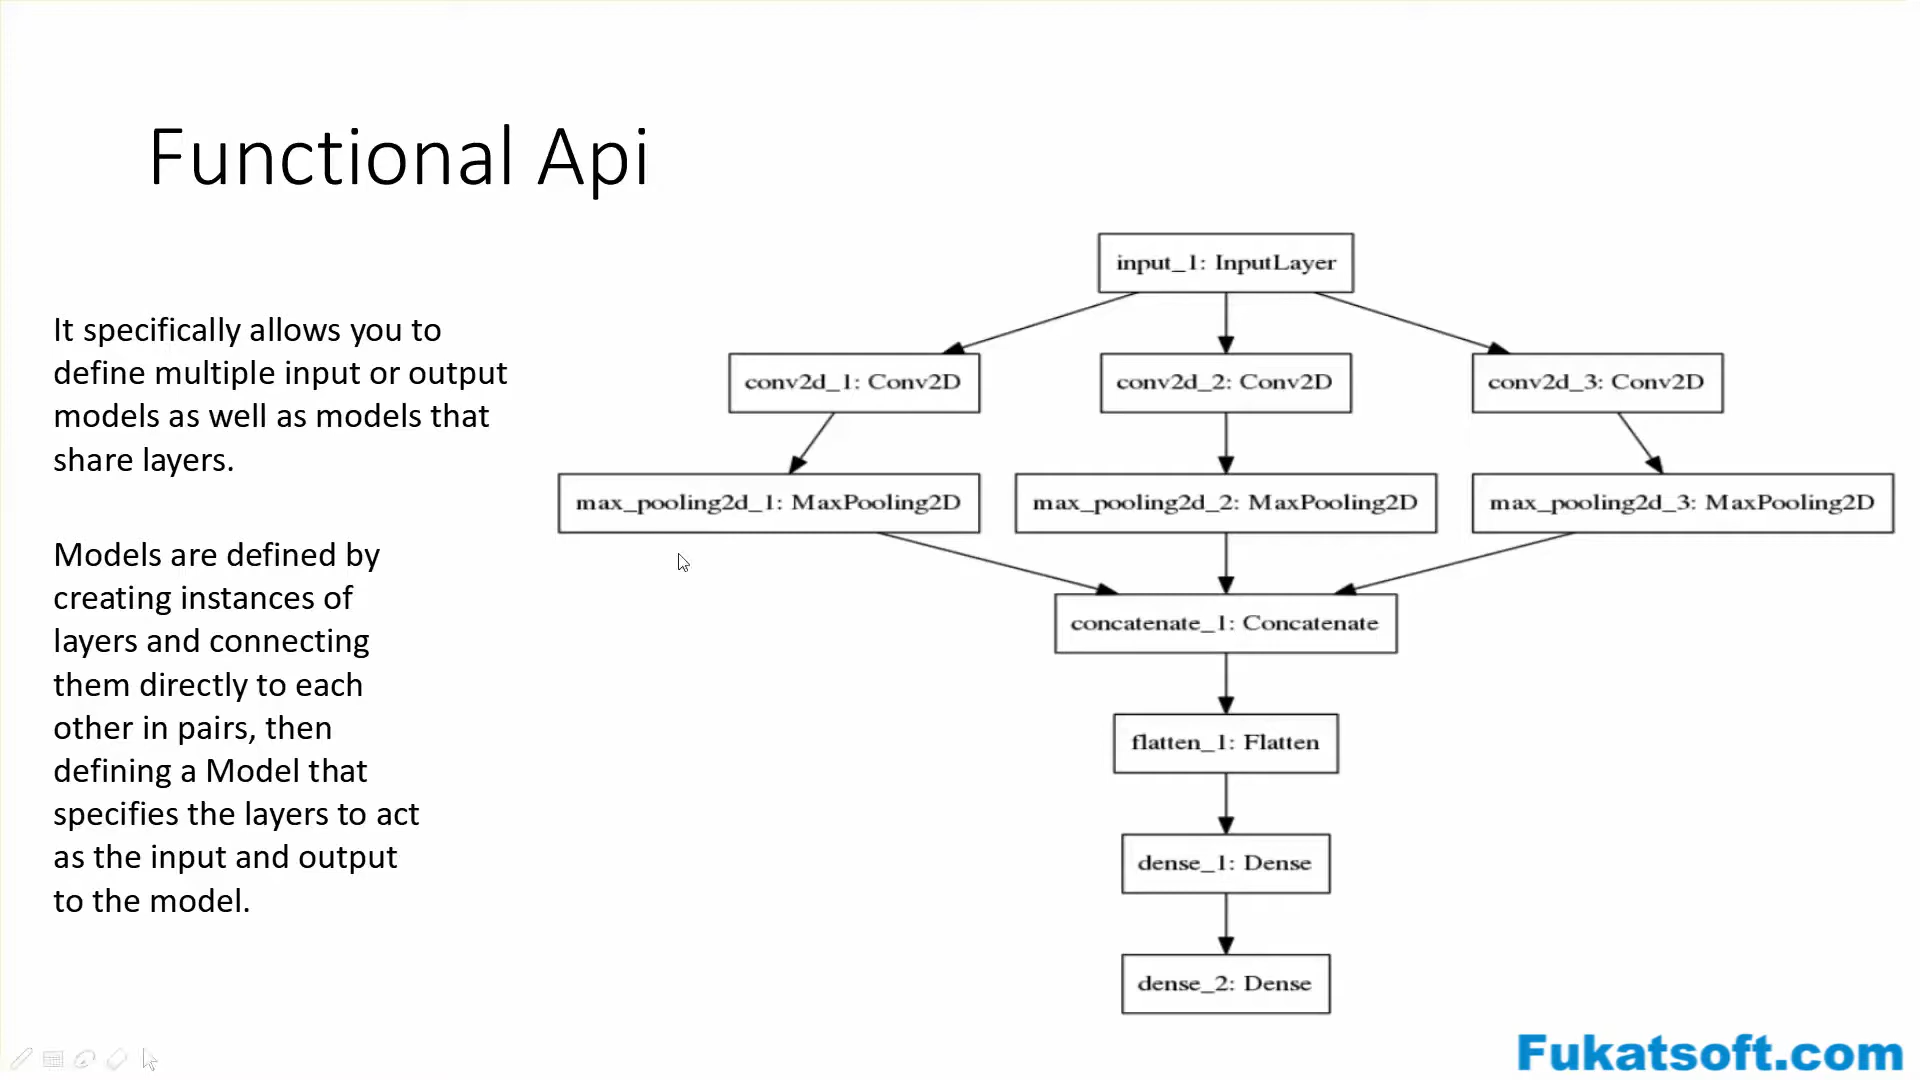 Functional Api
It specifically allows you to
define multiple input or output
models as well as models that
share layers.
Models are defined by
creating instances of
layers and connecting
them directly to each
other in pairs, then
defining a Model that
specifies the layers to act
as the input and output
to the model.
input_1: InputLayer
conv2d_1: Conv2D
conv2d_2: Conv2D
conv2d_3: Conv2D
max_pooling2d_1: MaxPooling2D
max_pooling2d_2: MaxPooling2D
max_pooling2d_3: MaxPooling2D
concatenate_1: Concatenate
flatten_1: Flatten
dense_1: Dense
dense_2: Dense
Fukatsoft.com